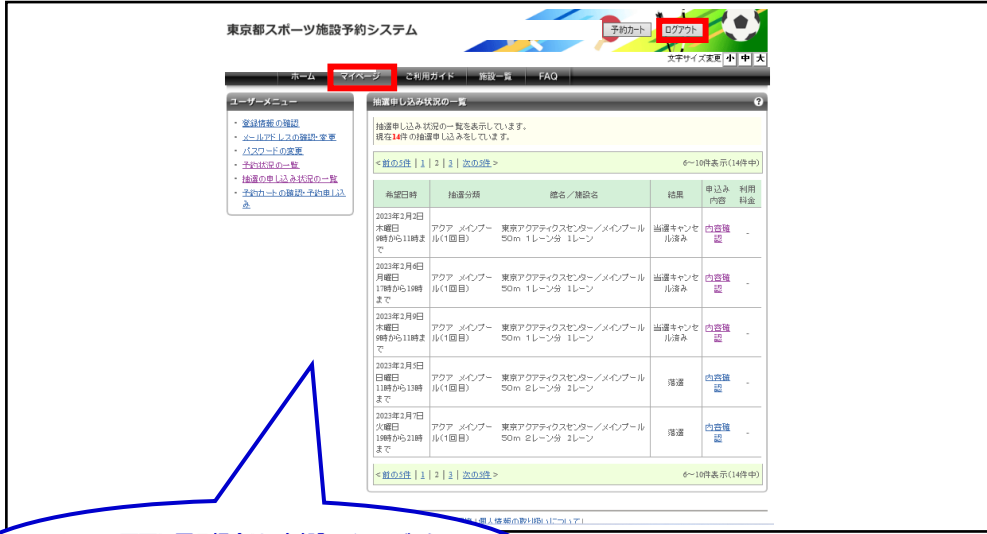 東京都スポーツ施設予約システム
予約カート ログアウト
文字サイズ変更 小 中 大
ホーム マイページ ご利用ガイド 施設一覧 FAQ
ユーザーメニュー
・ 登録情報の確認
・ メールアドレスの確認・変更
・ パスワードの変更
・ 予約状況の一覧
・ 抽選の申し込み状況の一覧
・ 予約カートの確認・予約申し込
み
抽選申し込み状況の一覧 ?
抽選申し込み状況の一覧を表示しています。
現在14件の抽選申し込みをしています。
<前の5件 | 1 | 2 | 3 | 次の5件> 6～10件表示(14件中)
希望日時 抽選分類 館名／施設名 結果 申込み内容 利用料金
2023年2月2日
木曜日
9時から11時ま
で
アクア メインプー
ル(1回目)
東京アクアティクスセンター／メインプール
50m 1レーン分 1レーン
当選キャンセ
ル済み
内容確
認
-
2023年2月6日
月曜日
17時から19時
まで
アクア メインプー
ル(1回目)
東京アクアティクスセンター／メインプール
50m 1レーン分 1レーン
当選キャンセ
ル済み
内容確
認
-
2023年2月9日
木曜日
9時から11時ま
で
アクア メインプー
ル(1回目)
東京アクアティクスセンター／メインプール
50m 1レーン分 1レーン
当選キャンセ
ル済み
内容確
認
-
2023年2月5日
日曜日
11時から13時
まで
アクア メインプー
ル(1回目)
東京アクアティクスセンター／メインプール
50m 2レーン分 2レーン
落選
内容確
認
-
2023年2月7日
火曜日
19時から21時
まで
アクア メインプー
ル(1回目)
東京アクアティクスセンター／メインプール
50m 2レーン分 2レーン
落選
内容確
認
-
<前の5件 | 1 | 2 | 3 | 次の5件> 6～10件表示(14件中)
個人情報の取り扱いについて |